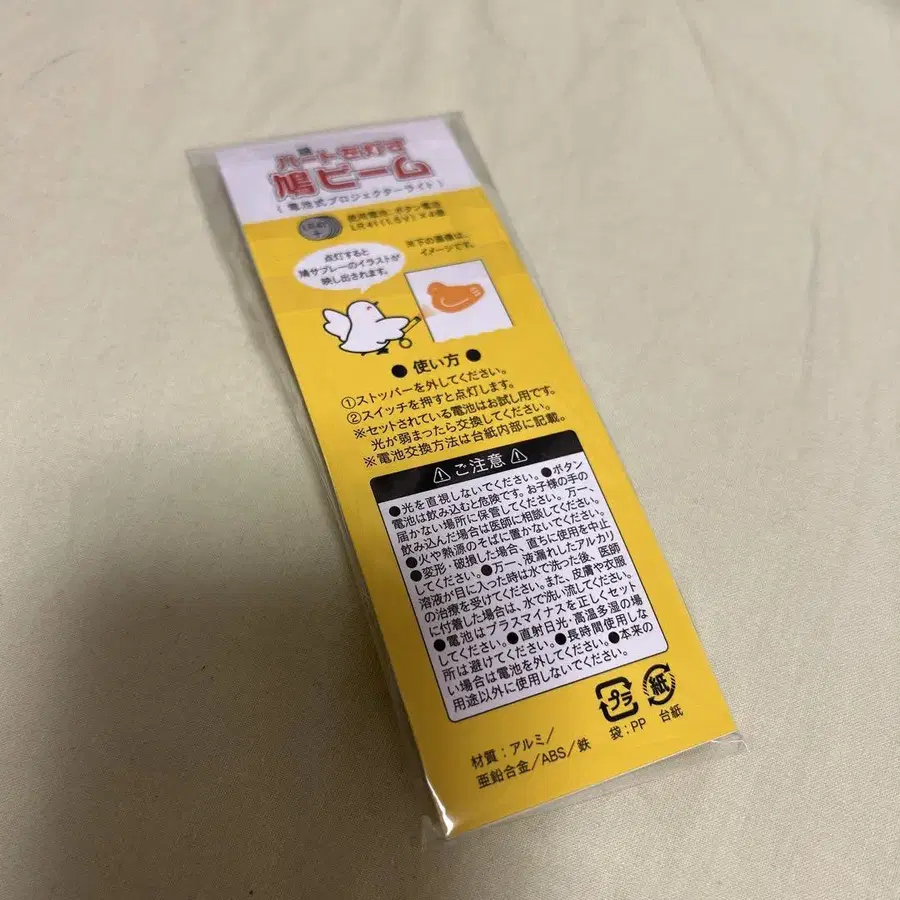 ハートを灯す
鳩ビーム
[ 電池式プロジェクターライト ]
LR41
使用電池:ボタン電池
LR41(1.5V)×4個
点灯すると
鳩サブレーのイラストが
映し出されます。
※下の画像は、
イメージです。
● 使い方 ●
①ストッパーを外してください。
②スイッチを押すと点灯します。
※セットされている電池はお試し用です。
光が弱まったら交換してください。
※電池交換方法は台紙内部に記載。
ご注意
●光を直視しないでください。●ボタン
電池は飲み込むと危険です。お子様の手の
届かない場所に保管してください。万一
飲み込んだ場合は医師に相談してください。
●火や熱源のそばに置かないでください。
●変形・破損した場合、直ちに使用を中止
してください。●万一、液漏れしたアルカリ
溶液が目に入った時は水で洗った後、医師
の治療を受けてください。また、皮膚や衣服
に付着した場合は、水で洗い流してください。
●電池はプラスマイナスを正しくセット
してください。●直射日光・高温多湿の場
所は避けてください。●長時間使用しな
い場合は電池を外してください。●本来の
用途以外に使用しないでください。
プラ
紙
袋:PP
台紙
材質:アルミ/
亜鉛合金/ABS/鉄